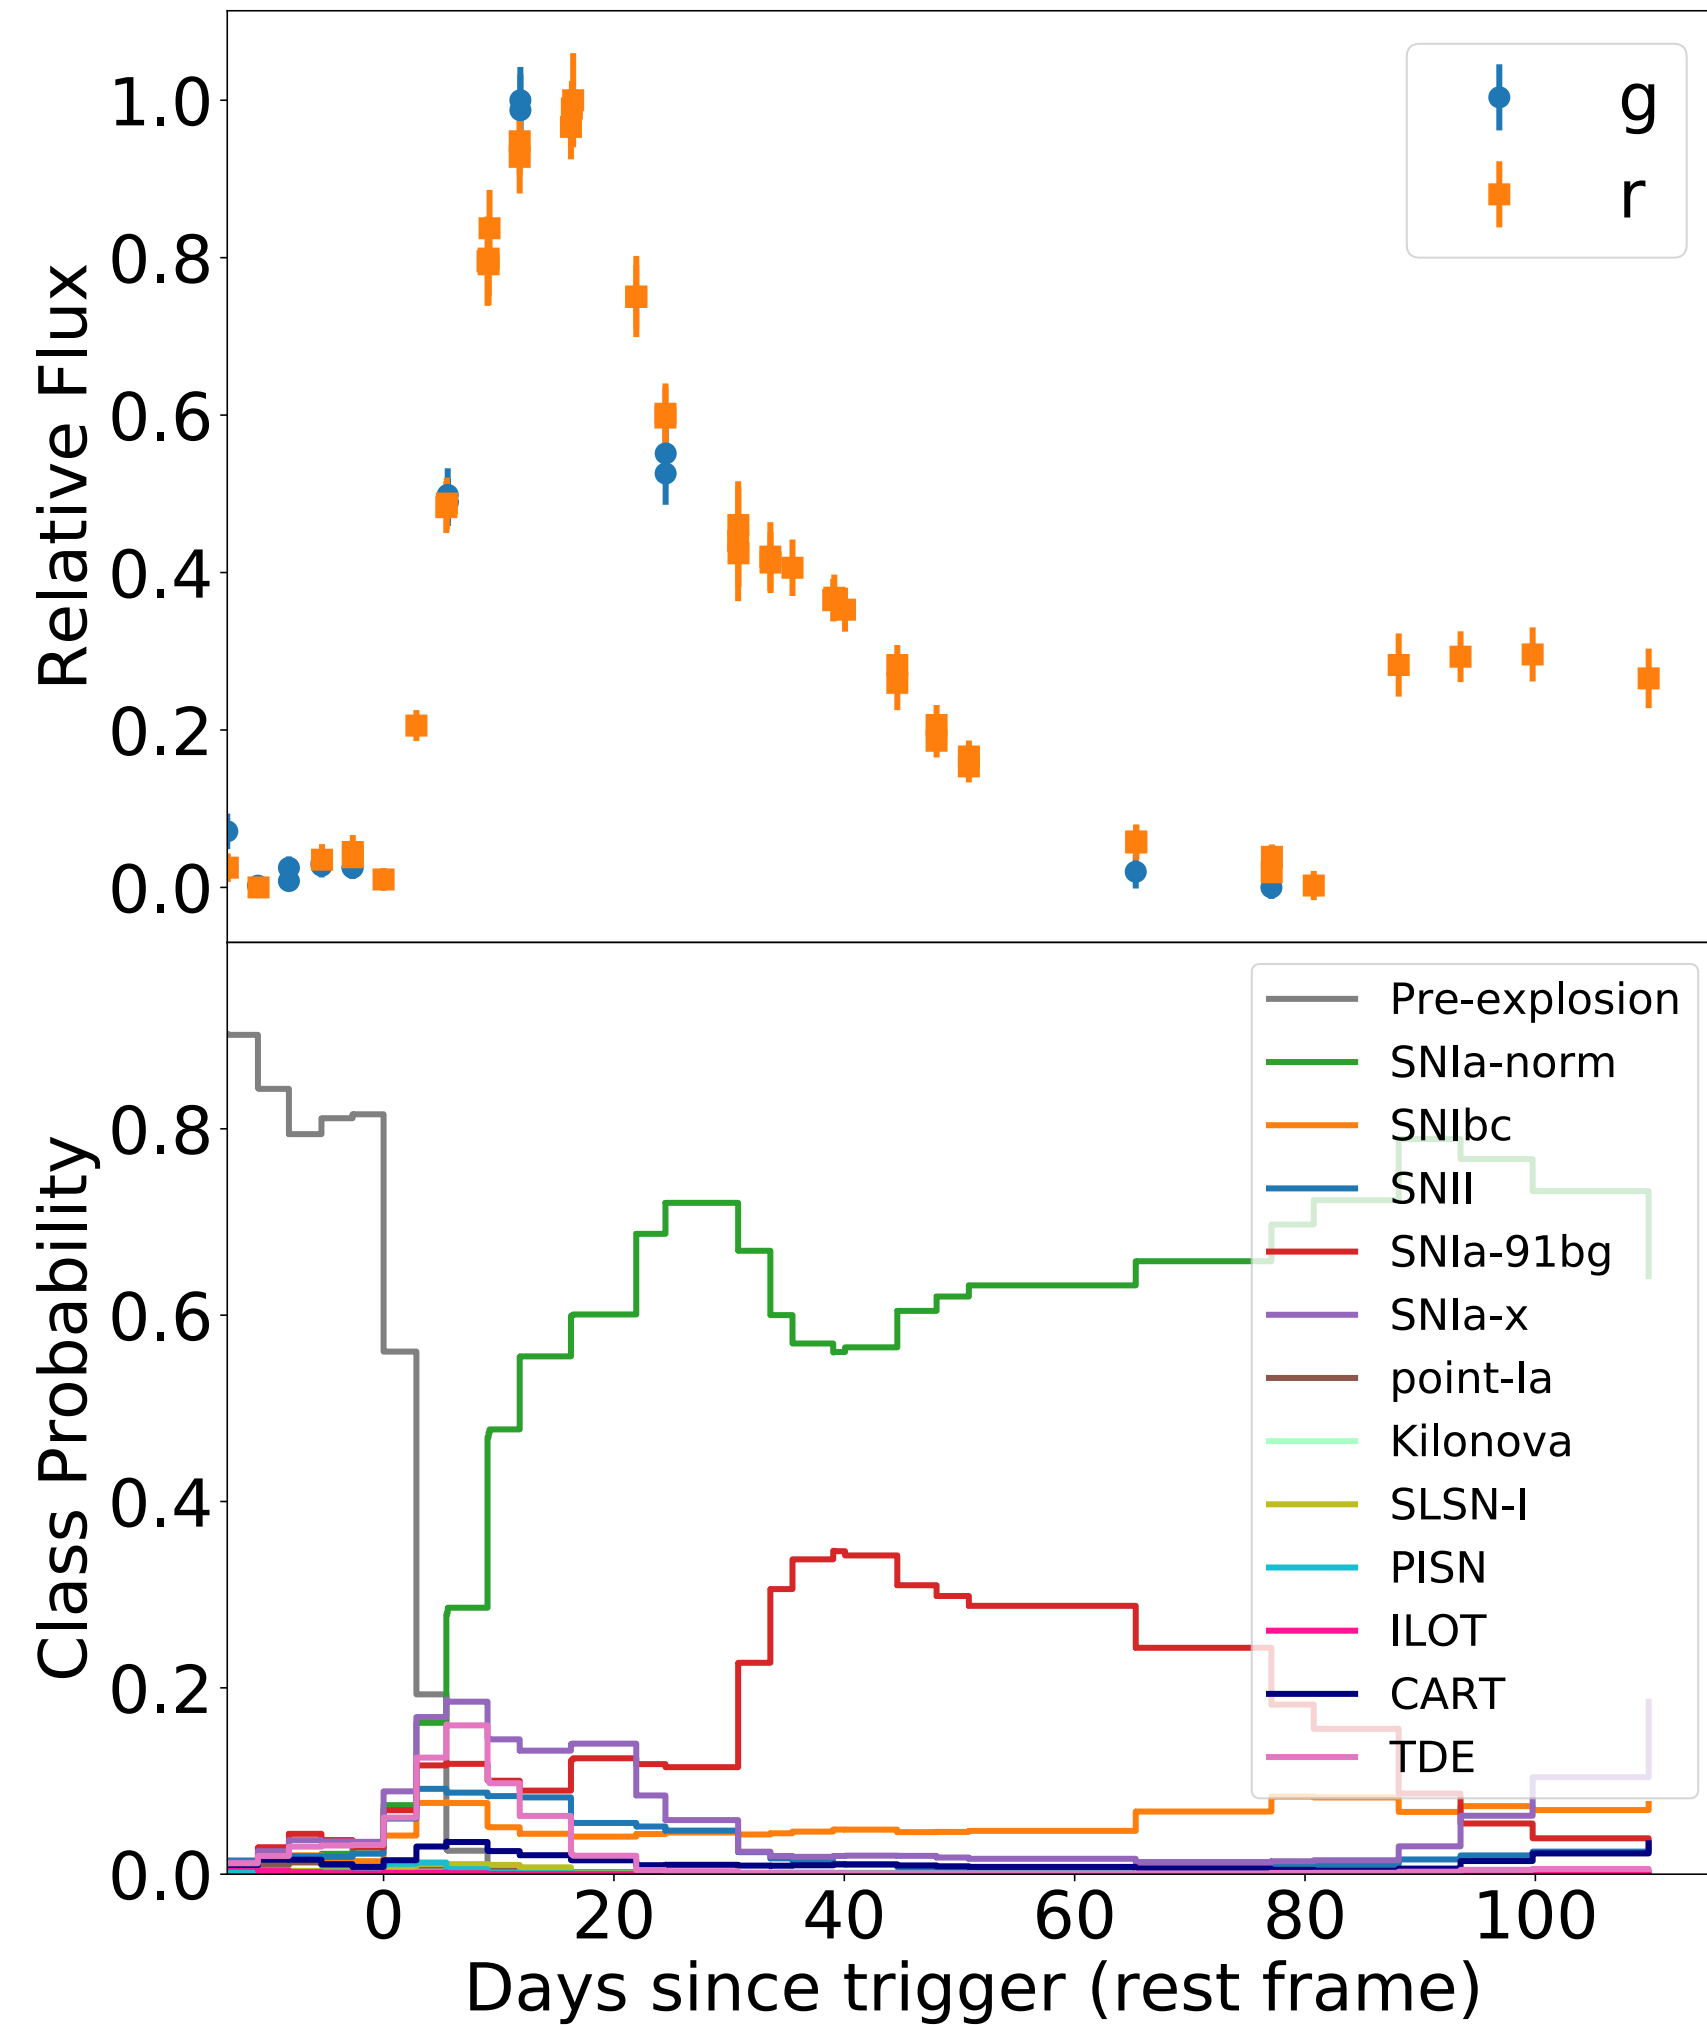 1.0
0.8
0.6
0.4
0.2
0.0
Relative Flux
g
r
0.8
0.6
0.4
0.2
0.0
Class Probability
Pre-explosion
SNIa-norm
SNIbc
SNII
SNIa-91bg
SNIa-x
point-Ia
Kilonova
SLSN-I
PISN
ILOT
CART
TDE
0 20 40 60 80 100
Days since trigger (rest frame)